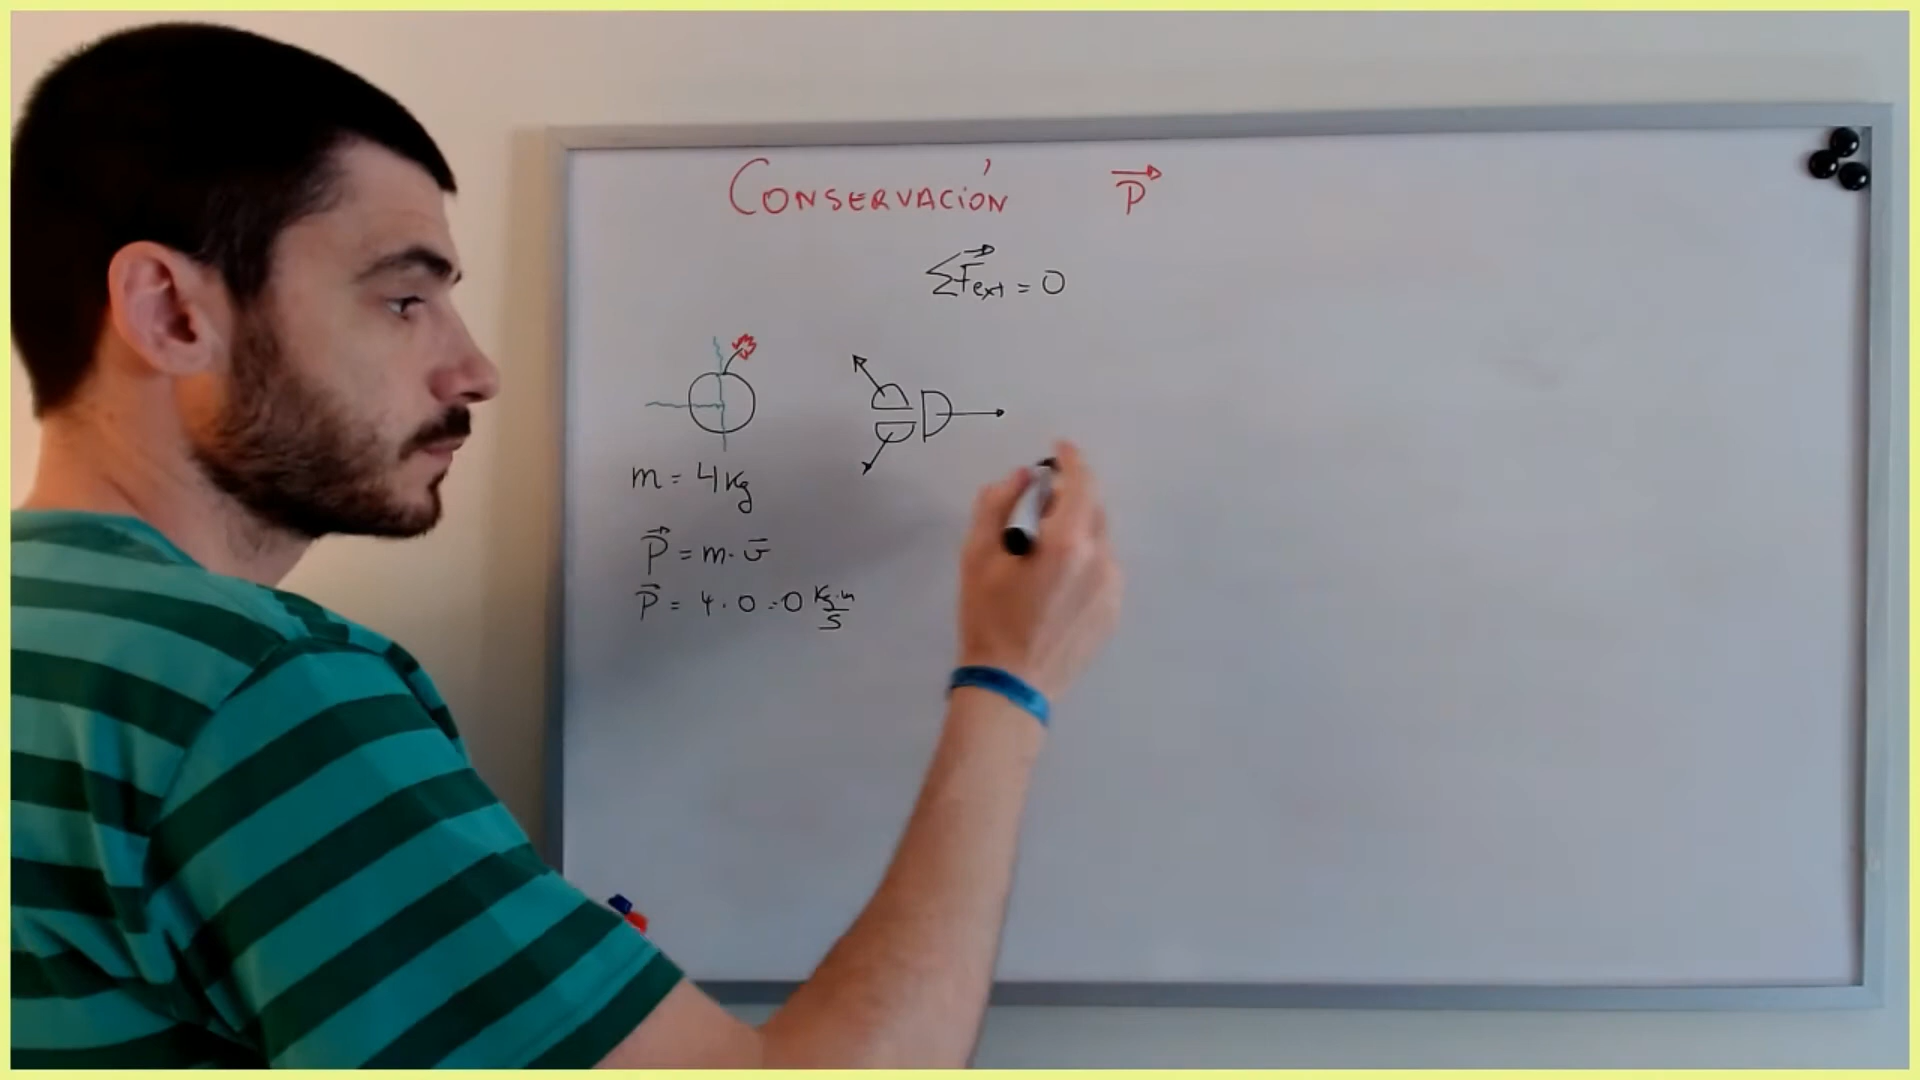 CONSERVACIÓN P⃗
ΣF⃗ext = 0
m = 4 Kg
P⃗ = m · v̄
P⃗ = 4 · 0 = 0 Kg·m/s